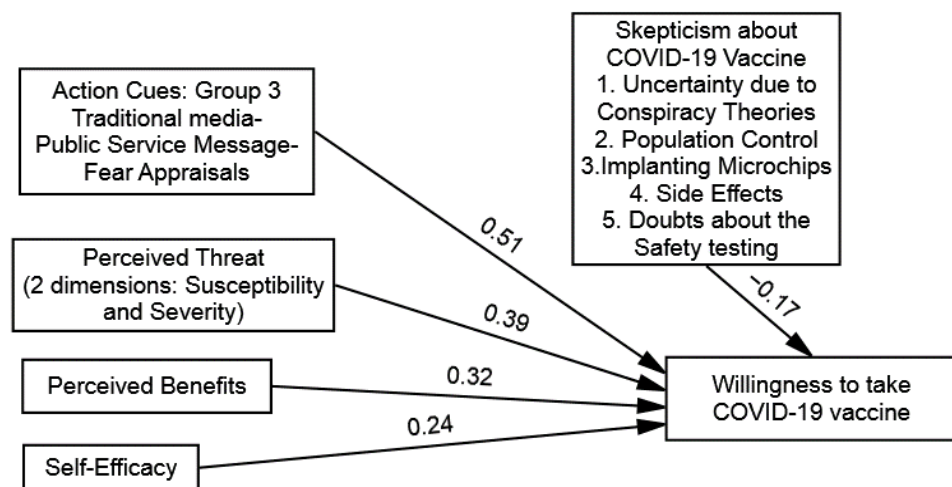 Action Cues: Group 3
Traditional media-
Public Service Message-
Fear Appraisals
Skepticism about
COVID-19 Vaccine
1. Uncertainty due to
Conspiracy Theories
2. Population Control
3.Implanting Microchips
4. Side Effects
5. Doubts about the
Safety testing
0.51
−0.17
Perceived Threat
(2 dimensions: Susceptibility
and Severity)
0.39
Perceived Benefits
0.32
Willingness to take
COVID-19 vaccine
0.24
Self-Efficacy